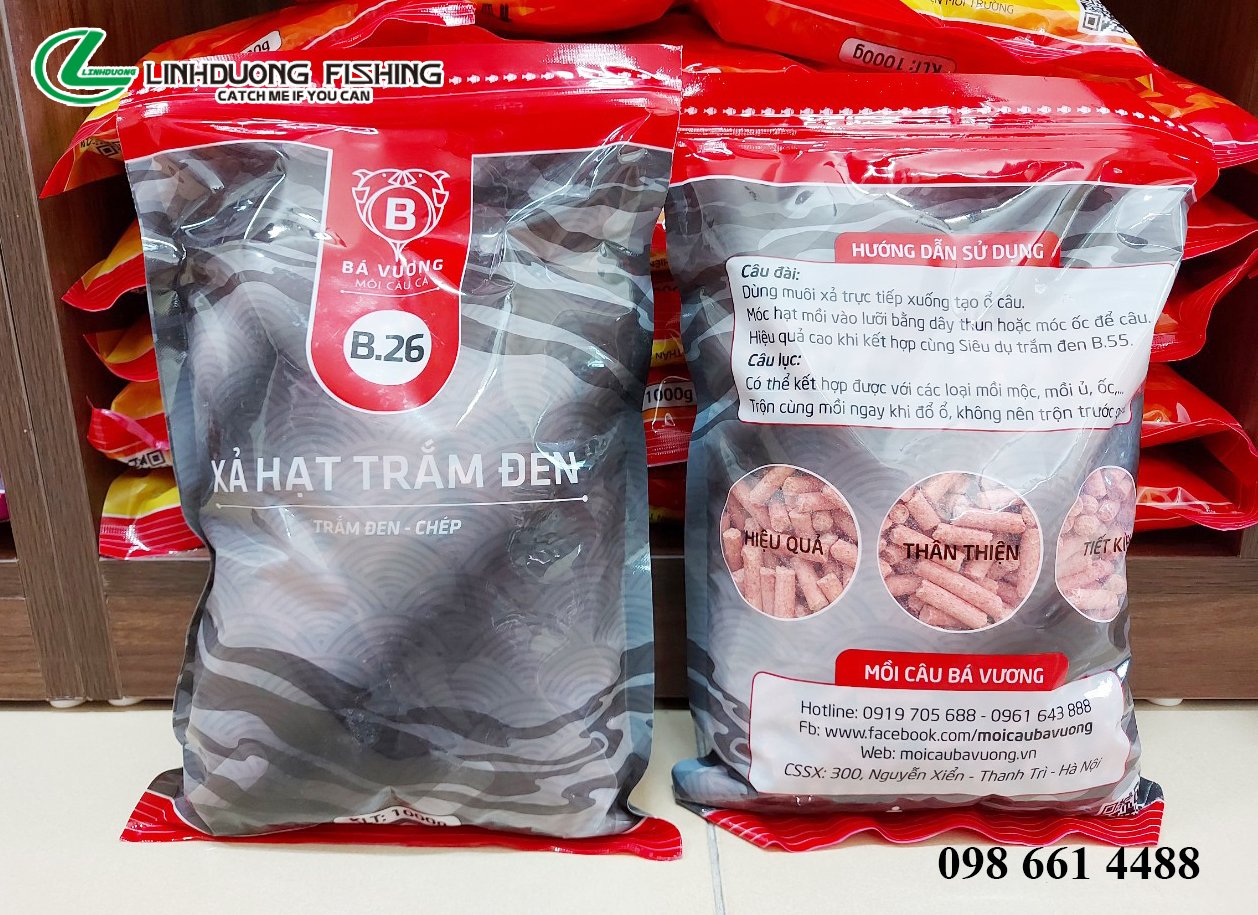 LINHDUONG
LINHDUONG FISHING
CATCH ME IF YOU CAN
KLT: 1000g
B
BÁ VƯƠNG
MỒI CÂU CÁ
B.26
XẢ HẠT TRẮM ĐEN
TRẮM ĐEN - CHÉP
KLT: 1000g
1000g
HƯỚNG DẪN SỬ DỤNG
Câu đài:
Dùng muôi xả trực tiếp xuống tạo ổ câu.
Móc hạt mồi vào lưỡi bằng dây thun hoặc móc ốc để câu.
Hiệu quả cao khi kết hợp cùng Siêu dụ trắm đen B.55.
Câu lục:
Có thể kết hợp được với các loại mồi mộc, mồi ủ, ốc,...
Trộn cùng mồi ngay khi đổ ổ, không nên trộn trước
HIỆU QUẢ
THÂN THIỆN
TIẾT
MỒI CÂU BÁ VƯƠNG
Hotline: 0919 705 688 - 0961 643 888
Fb: www.facebook.com/moicaubavuong
Web: moicaubavuong.vn
CSSX: 300, Nguyễn Xiển - Thanh Trì - Hà Nội
098 661 4488